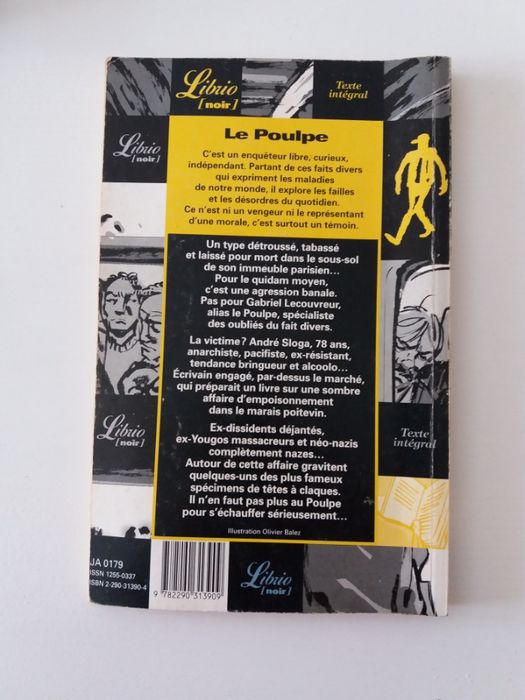 Librio
[noir]
Texte
intégral
Librio
[noir]
Le Poulpe
C'est un enquêteur libre, curieux,
indépendant. Partant de ces faits divers
qui expriment les maladies
de notre monde, il explore les failles
et les désordres du quotidien.
Ce n'est ni un vengeur ni le représentant
d'une morale, c'est surtout un témoin.
Un type détroussé, tabassé
et laissé pour mort dans le sous-sol
de son immeuble parisien...
Pour le quidam moyen,
c'est une agression banale.
Pas pour Gabriel Lecouvreur,
alias le Poulpe, spécialiste
des oubliés du fait divers.
La victime ? André Sloga, 78 ans,
anarchiste, pacifiste, ex-résistant,
tendance bringueur et alcoolo...
Écrivain engagé, par-dessus le marché,
qui préparait un livre sur une sombre
affaire d'empoisonnement
dans le marais poitevin.
Ex-dissidents déjantés,
ex-Yougos massacreurs et néo-nazis
complètement nazes...
Autour de cette affaire gravitent
quelques-uns des plus fameux
spécimens de têtes à claques.
Il n'en faut pas plus au Poulpe
pour s'échauffer sérieusement...
Illustration Olivier Balez
Librio
[noir]
Texte
intégral
JA 0179
ISSN 1255-0337
ISBN 2-290-31390-4
9 782290 313909
Librio
[noir]